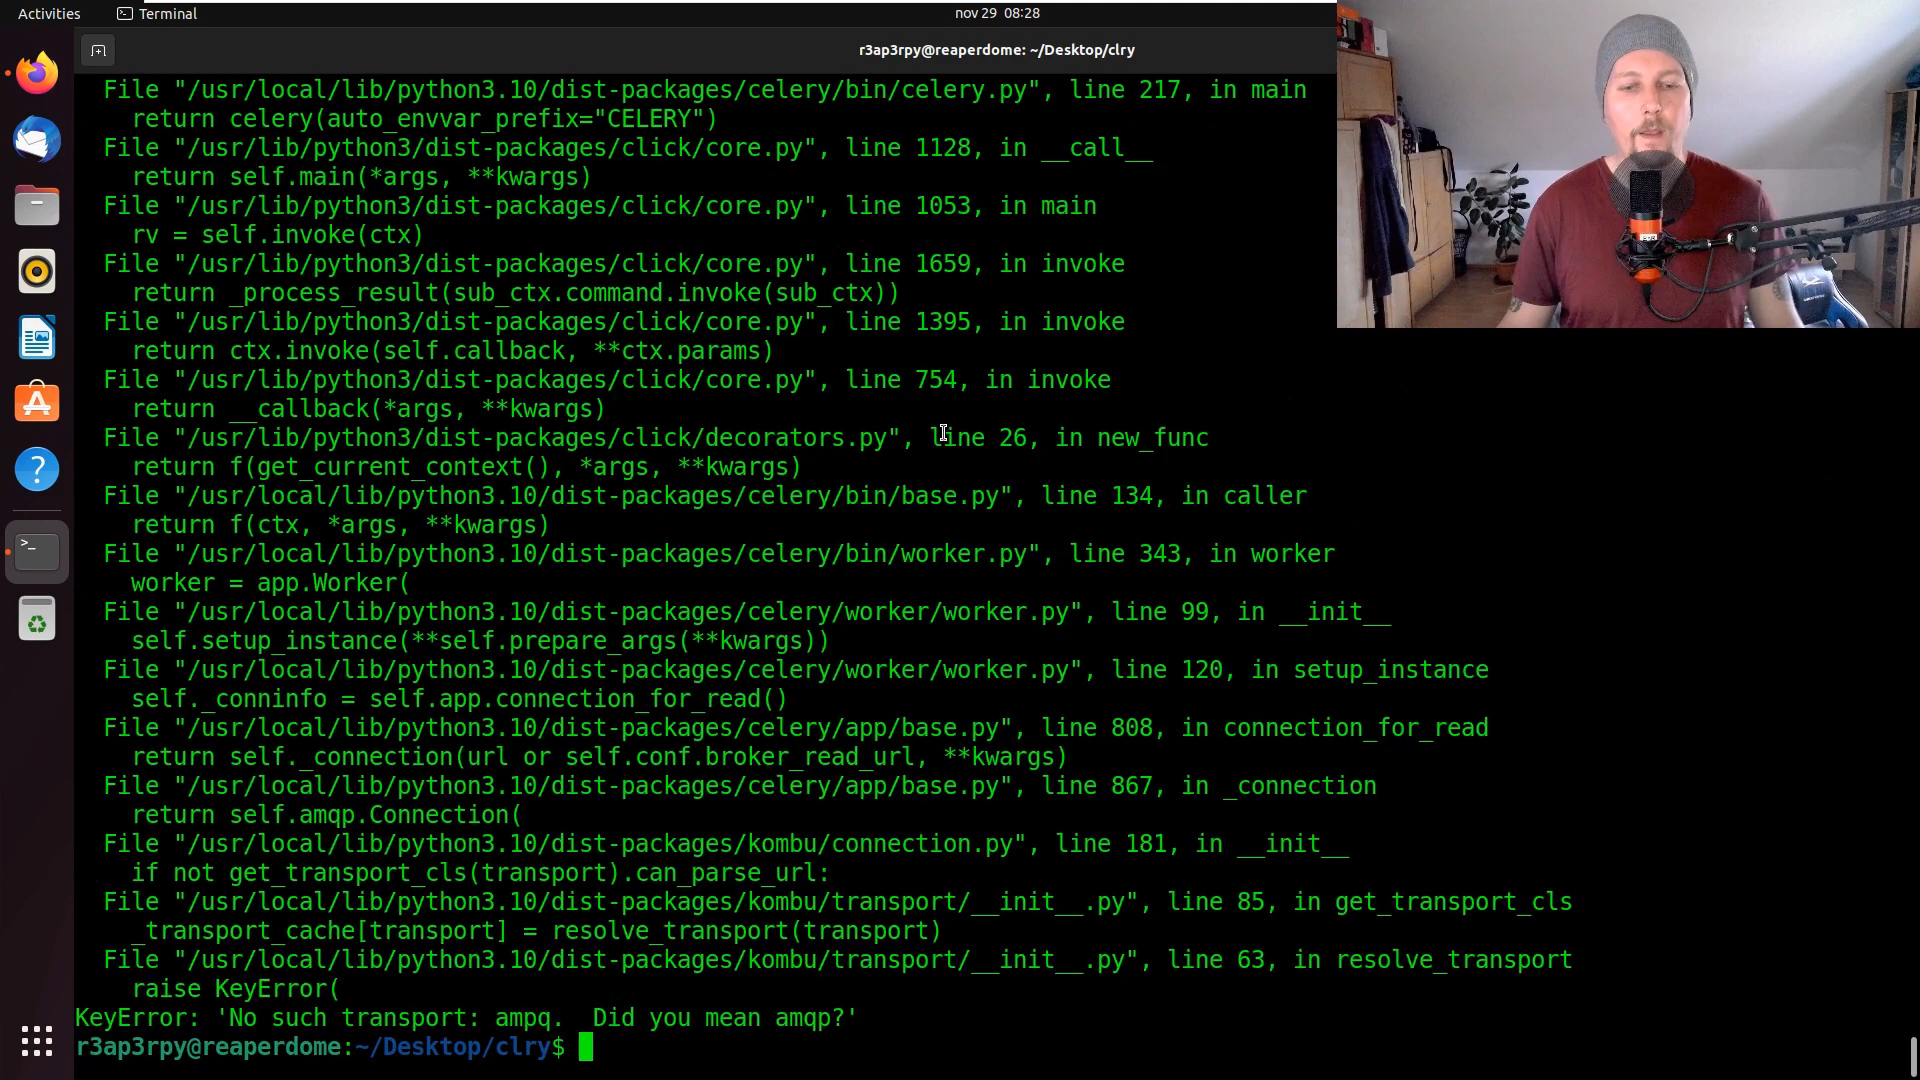 Activities
Terminal
nov 29 08:28
r3ap3rpy@reaperdome: ~/Desktop/clry
File "/usr/local/lib/python3.10/dist-packages/celery/bin/celery.py", line 217, in main
return celery(auto_envvar_prefix="CELERY")
File "/usr/lib/python3/dist-packages/click/core.py", line 1128, in __call__
return self.main(*args, **kwargs)
File "/usr/lib/python3/dist-packages/click/core.py", line 1053, in main
rv = self.invoke(ctx)
File "/usr/lib/python3/dist-packages/click/core.py", line 1659, in invoke
return _process_result(sub_ctx.command.invoke(sub_ctx))
File "/usr/lib/python3/dist-packages/click/core.py", line 1395, in invoke
return ctx.invoke(self.callback, **ctx.params)
File "/usr/lib/python3/dist-packages/click/core.py", line 754, in invoke
return __callback(*args, **kwargs)
File "/usr/lib/python3/dist-packages/click/decorators.py", line 26, in new_func
return f(get_current_context(), *args, **kwargs)
File "/usr/local/lib/python3.10/dist-packages/celery/bin/base.py", line 134, in caller
return f(ctx, *args, **kwargs)
File "/usr/local/lib/python3.10/dist-packages/celery/bin/worker.py", line 343, in worker
worker = app.Worker(
File "/usr/local/lib/python3.10/dist-packages/celery/worker/worker.py", line 99, in __init__
self.setup_instance(**self.prepare_args(**kwargs))
File "/usr/local/lib/python3.10/dist-packages/celery/worker/worker.py", line 120, in setup_instance
self._conninfo = self.app.connection_for_read()
File "/usr/local/lib/python3.10/dist-packages/celery/app/base.py", line 808, in connection_for_read
return self._connection(url or self.conf.broker_read_url, **kwargs)
File "/usr/local/lib/python3.10/dist-packages/celery/app/base.py", line 867, in _connection
return self.amqp.Connection(
File "/usr/local/lib/python3.10/dist-packages/kombu/connection.py", line 181, in __init__
if not get_transport_cls(transport).can_parse_url:
File "/usr/local/lib/python3.10/dist-packages/kombu/transport/__init__.py", line 85, in get_transport_cls
_transport_cache[transport] = resolve_transport(transport)
File "/usr/local/lib/python3.10/dist-packages/kombu/transport/__init__.py", line 63, in resolve_transport
raise KeyError(
KeyError: 'No such transport: ampq.  Did you mean amqp?'
r3ap3rpy@reaperdome:~/Desktop/clry$